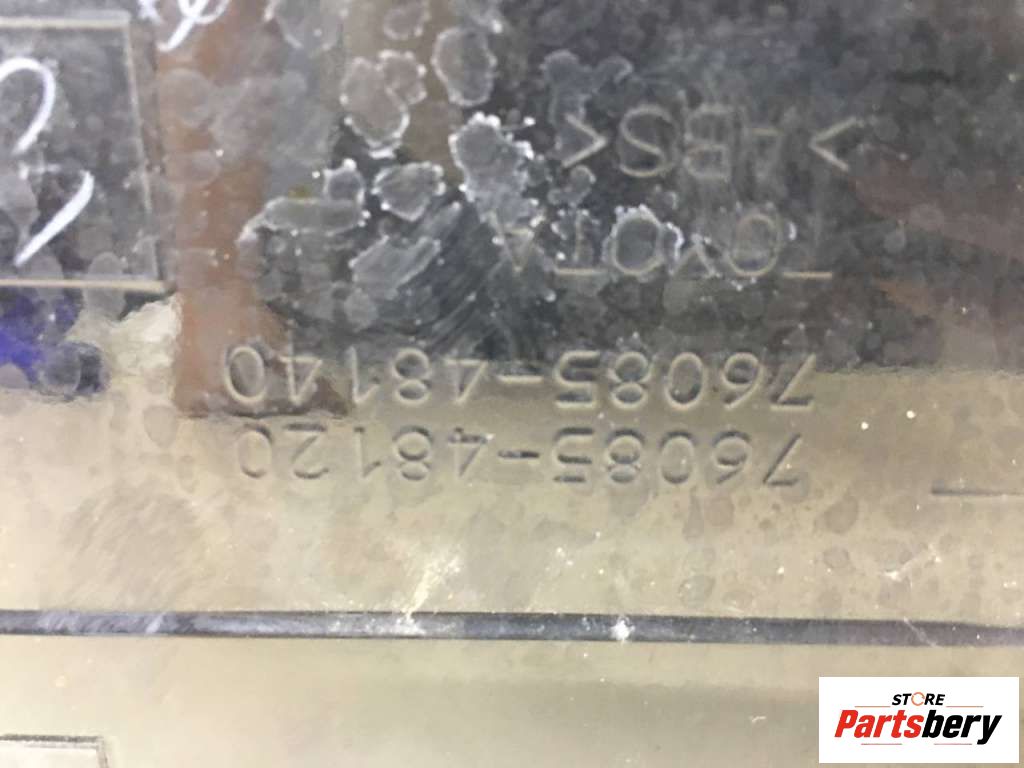 76085-48120
76085-48140
TOYOTA
>ABS<
STORE
Partsbery